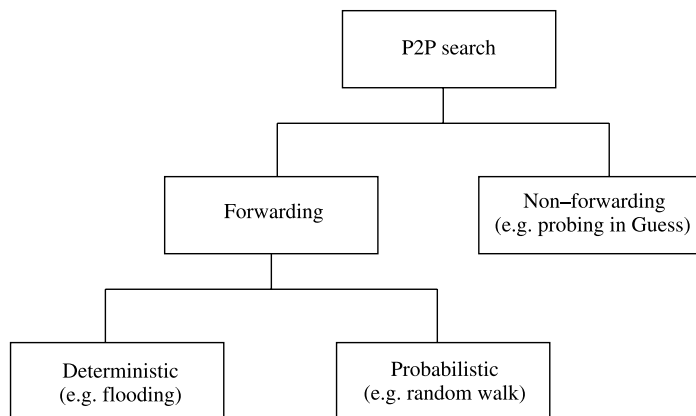 P2P search
Forwarding
Non–forwarding
(e.g. probing in Guess)
Deterministic
(e.g. flooding)
Probabilistic
(e.g. random walk)